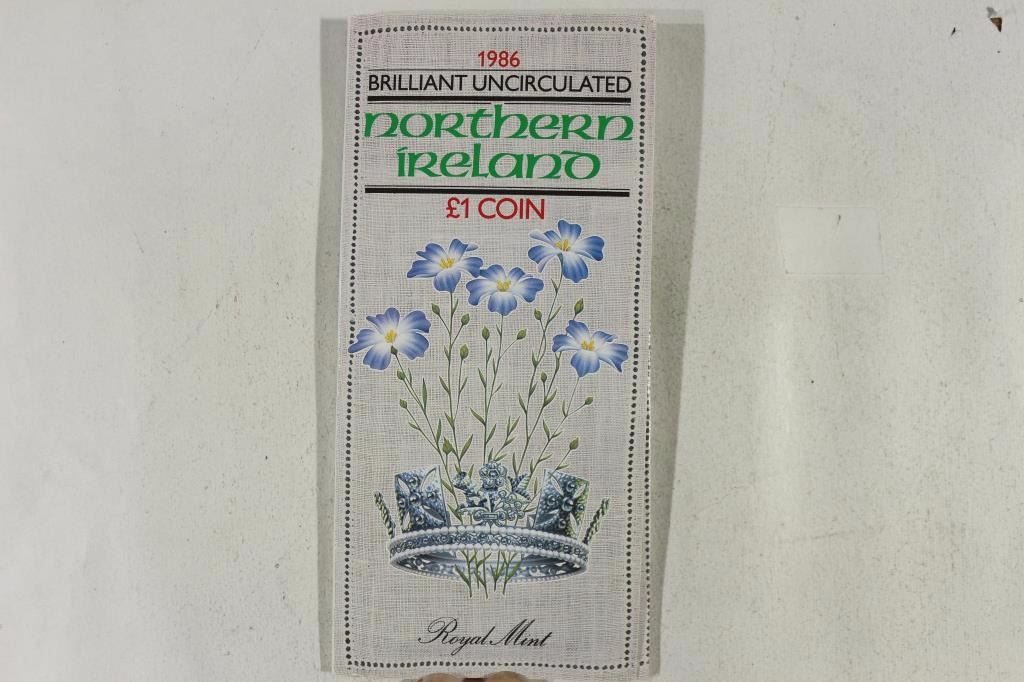 1986
BRILLIANT UNCIRCULATED
northern
ireland
£1 COIN
Royal Mint